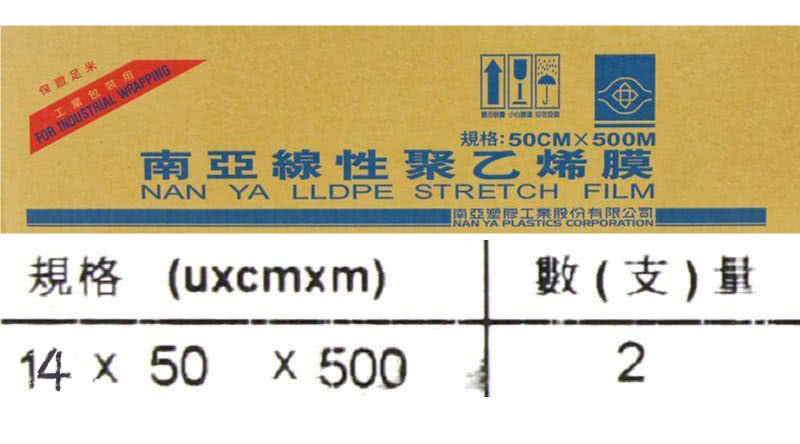 保證足米
工業包裝用
FOR INDUSTRIAL WRAPPING
規格:50CM×500M
南亞線性聚乙烯膜
NAN YA LLDPE STRETCH FILM
南亞塑膠工業股份有限公司
NAN YA PLASTICS CORPORATION
規格 (uxcmxm) 數(支)量
14 x 50 x 500 2